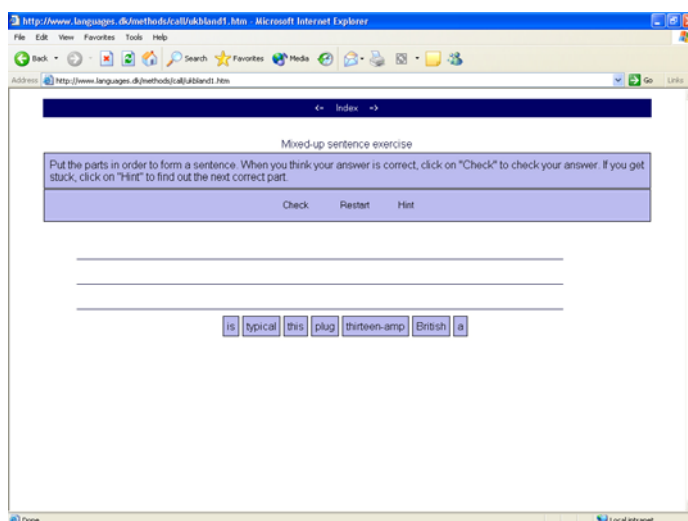 http://www.languages.dk/methods/call/ukbland1.htm - Microsoft Internet Explorer
File Edit View Favorites Tools Help
Back Search Favorites Media
Address http://www.languages.dk/methods/call/ukbland1.htm Go Links
<= Index =>
Mixed-up sentence exercise
Put the parts in order to form a sentence. When you think your answer is correct, click on "Check" to check your answer. If you get
stuck, click on "Hint" to find out the next correct part.
Check Restart Hint
is typical this plug thirteen-amp British a
Done Local intranet